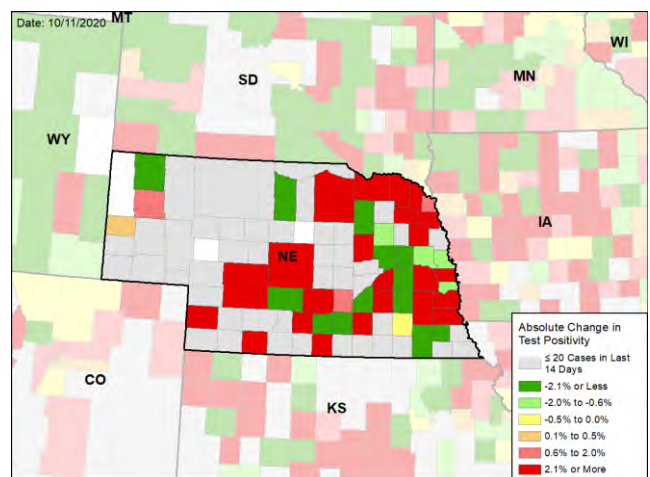 Date: 10/11/2020
MT
WI
SD
MN
WY
IA
NE
CO
KS
Absolute Change in
Test Positivity
≤ 20 Cases in Last
14 Days
-2.1% or Less
-2.0% to -0.6%
-0.5% to 0.0%
0.1% to 0.5%
0.6% to 2.0%
2.1% or More